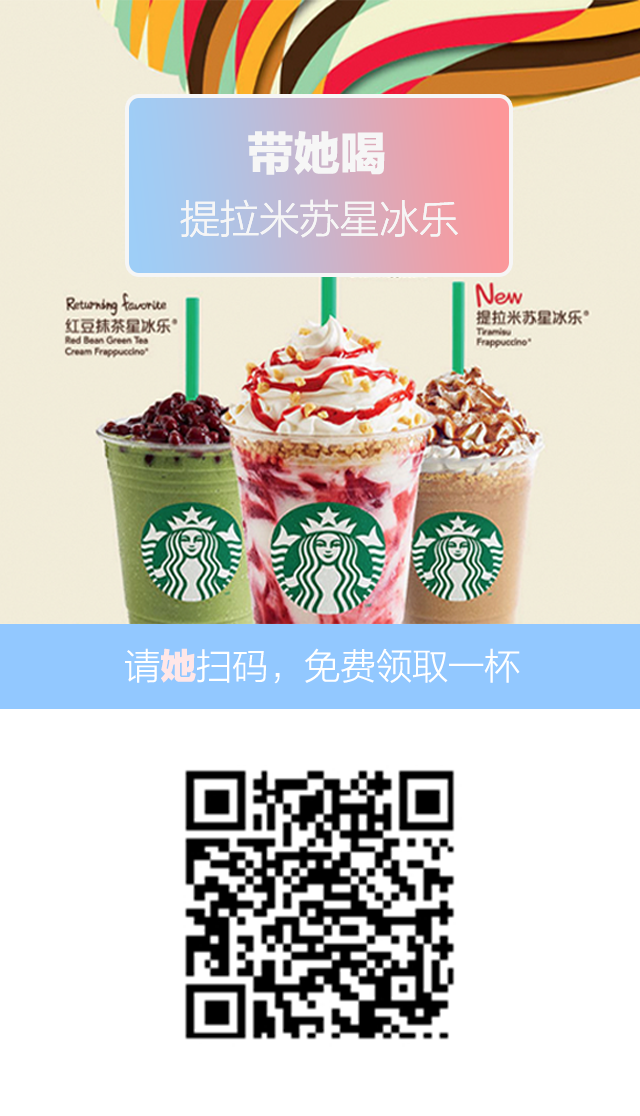 带她喝
提拉米苏星冰乐
Returning favorite
红豆抹茶星冰乐®
Red Bean Green Tea
Cream Frappuccino®
New
提拉米苏星冰乐®
Tiramisu
Frappuccino®
请她扫码，免费领取一杯